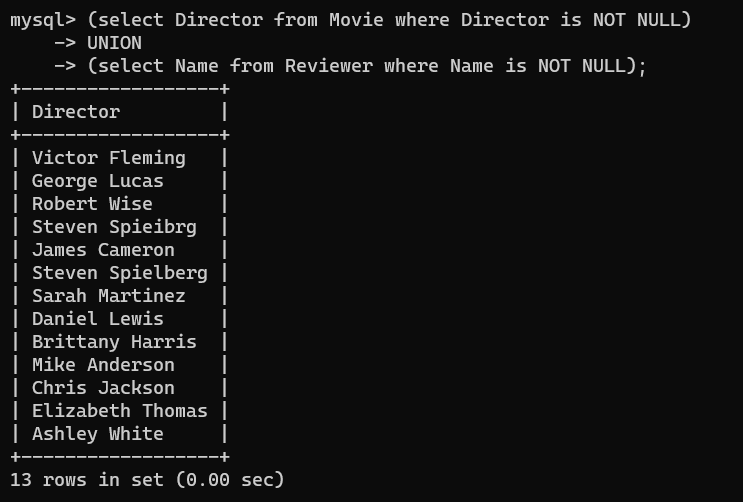 mysql> (select Director from Movie where Director is NOT NULL)
    -> UNION
    -> (select Name from Reviewer where Name is NOT NULL);
+------------------+
| Director         |
+------------------+
| Victor Fleming   |
| George Lucas     |
| Robert Wise      |
| Steven Spieibrg  |
| James Cameron    |
| Steven Spielberg |
| Sarah Martinez   |
| Daniel Lewis     |
| Brittany Harris  |
| Mike Anderson    |
| Chris Jackson    |
| Elizabeth Thomas |
| Ashley White     |
+------------------+
13 rows in set (0.00 sec)